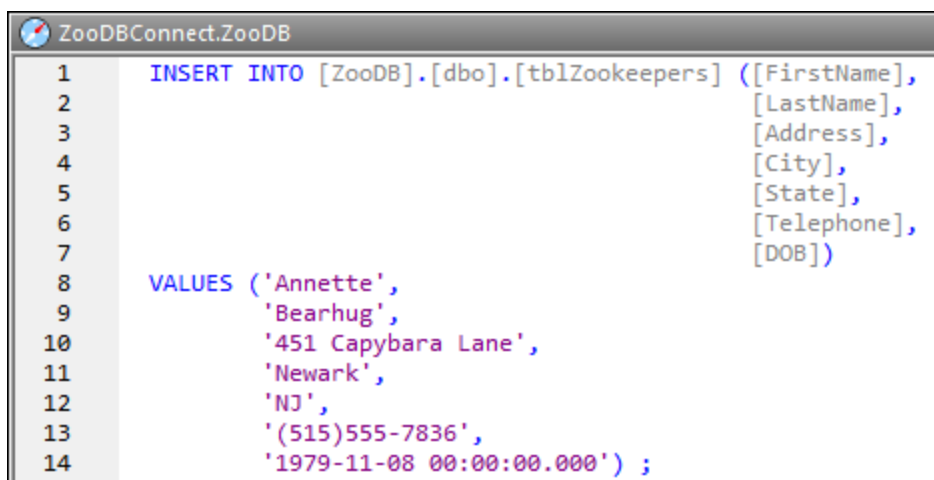 ZooDBConnect.ZooDB
1 INSERT INTO [ZooDB].[dbo].[tblZookeepers] ([FirstName],
2 [LastName],
3 [Address],
4 [City],
5 [State],
6 [Telephone],
7 [DOB])
8 VALUES ('Annette',
9 'Bearhug',
10 '451 Capybara Lane',
11 'Newark',
12 'NJ',
13 '(515)555-7836',
14 '1979-11-08 00:00:00.000') ;